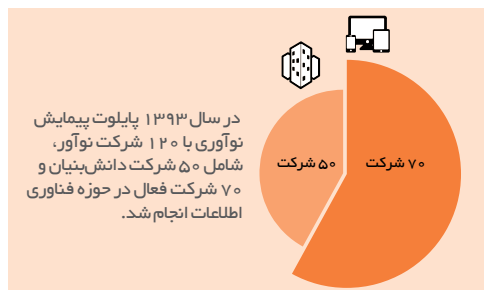 در سال ۱۳۹۳ پایلوت پیمایش
نوآوری با ۱۲۰ شرکت نوآور،
شامل ۵۰ شرکت دانش‌بنیان و
۷۰ شرکت فعال در حوزه فناوری
اطلاعات انجام شد.
۷۰ شرکت
۵۰ شرکت